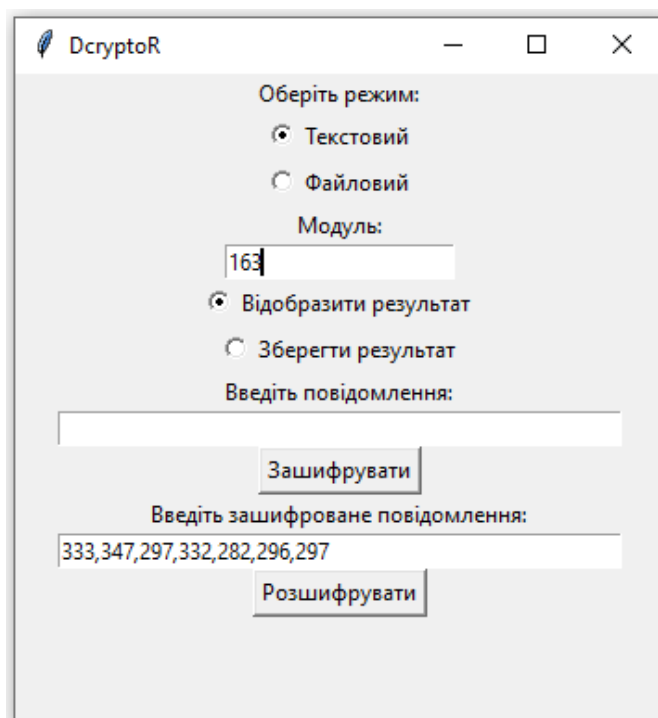 DcryptoR
Оберіть режим:
Текстовий
Файловий
Модуль:
163
Відобразити результат
Зберегти результат
Введіть повідомлення:
Зашифрувати
Введіть зашифроване повідомлення:
333,347,297,332,282,296,297
Розшифрувати